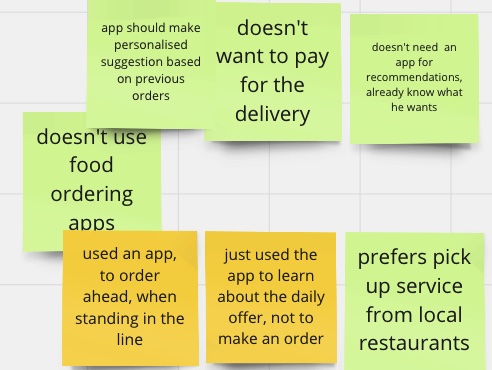 app should make
personalised
suggestion based
on previous
orders
doesn't
want to pay
for the
delivery
doesn't need an
app for
recommendations,
already know what
he wants
doesn't use
food
ordering
apps
used an app,
to order
ahead, when
standing in the
line
just used the
app to learn
about the daily
offer, not to
make an order
prefers pick
up service
from local
restaurants